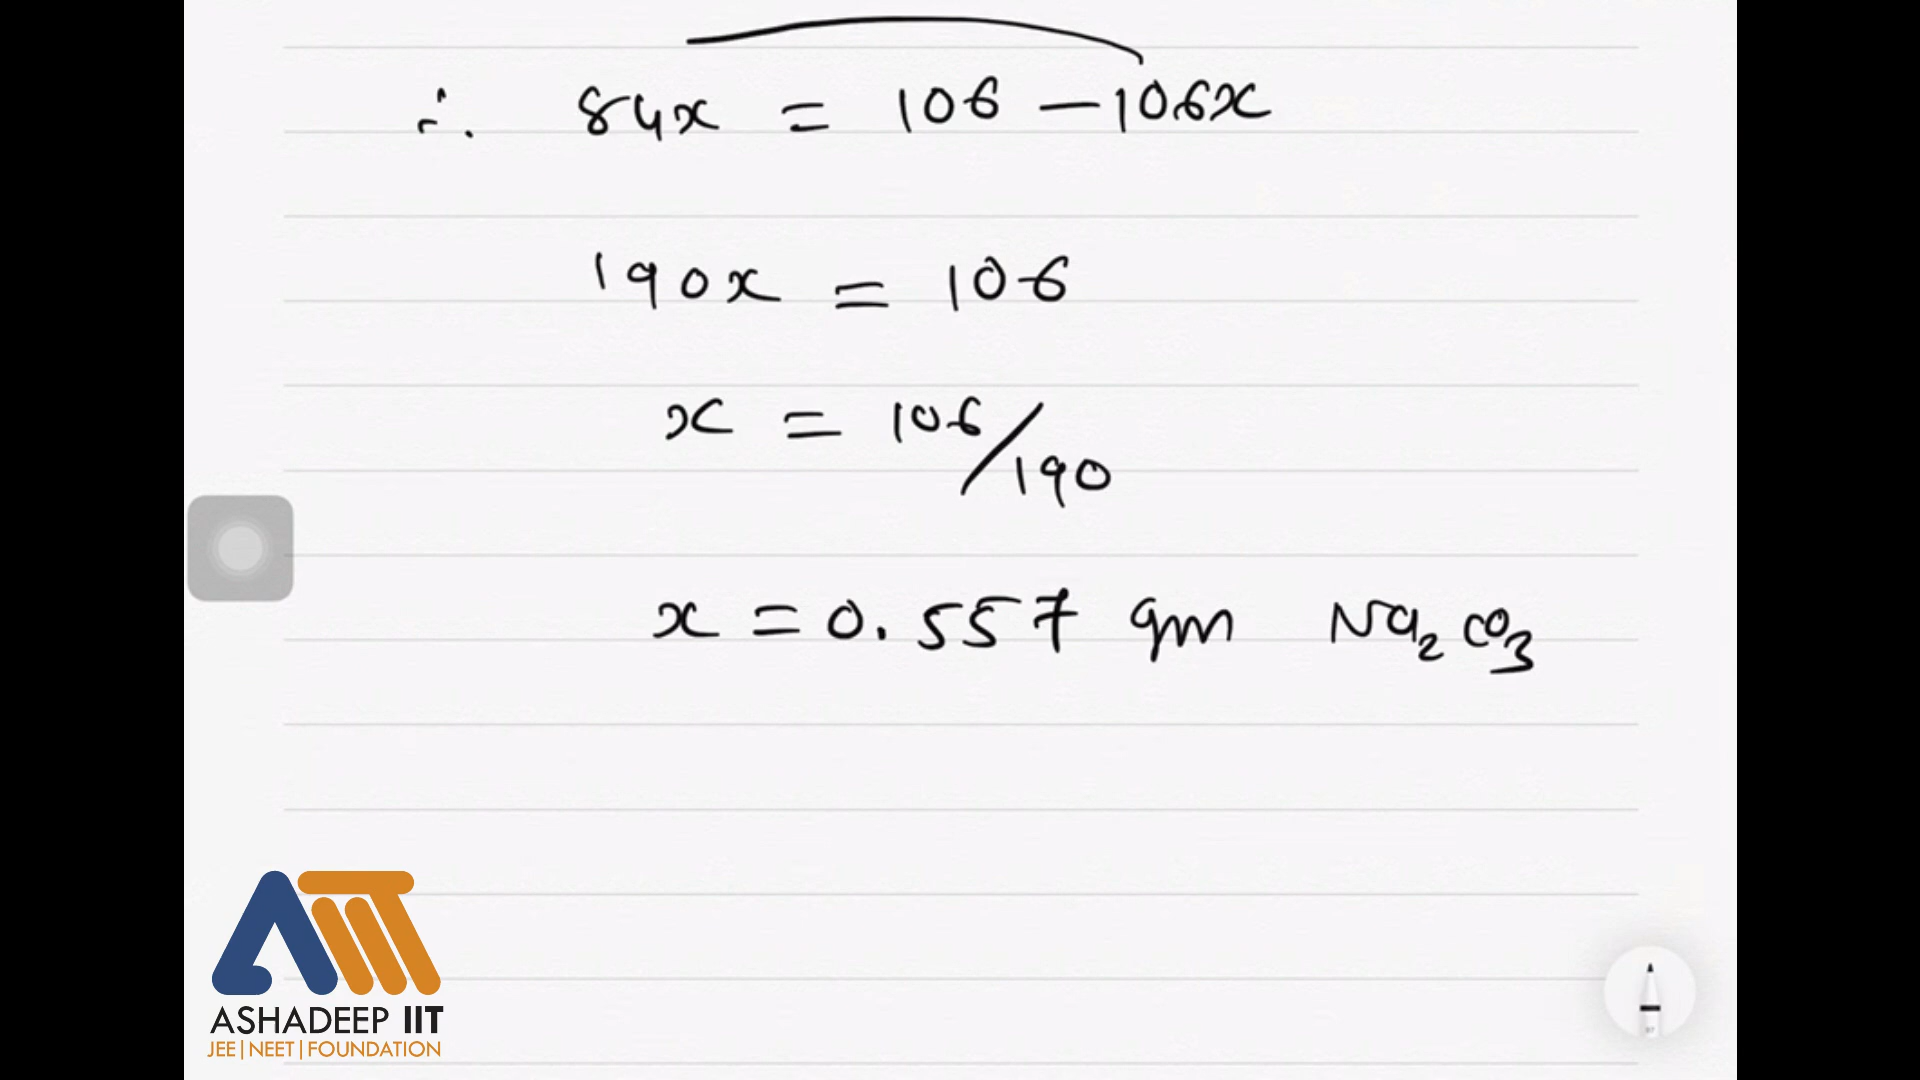 ∴ 84x = 106 – 106x
190x = 106
x = 106/190
x = 0.557 gm Na₂CO₃
ASHADEEP IIT
JEE|NEET|FOUNDATION